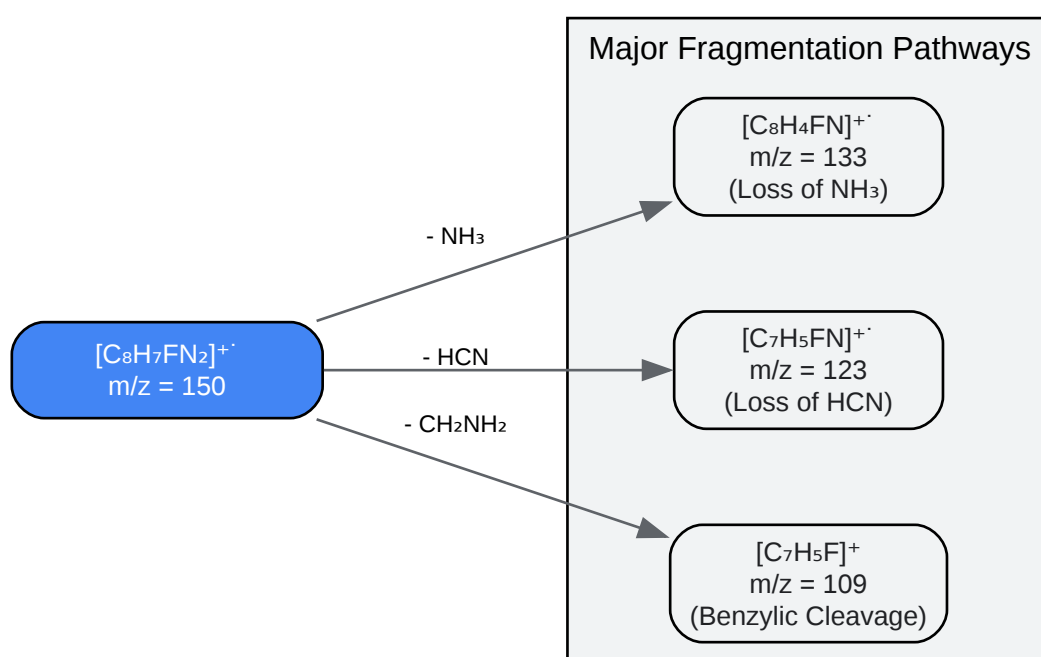 Major Fragmentation Pathways
[C₈H₄FN]⁺˙
m/z = 133
(Loss of NH₃)
- NH₃
[C₈H₇FN₂]⁺˙
m/z = 150
- HCN
[C₇H₅FN]⁺˙
m/z = 123
(Loss of HCN)
- CH₂NH₂
[C₇H₅F]⁺
m/z = 109
(Benzylic Cleavage)